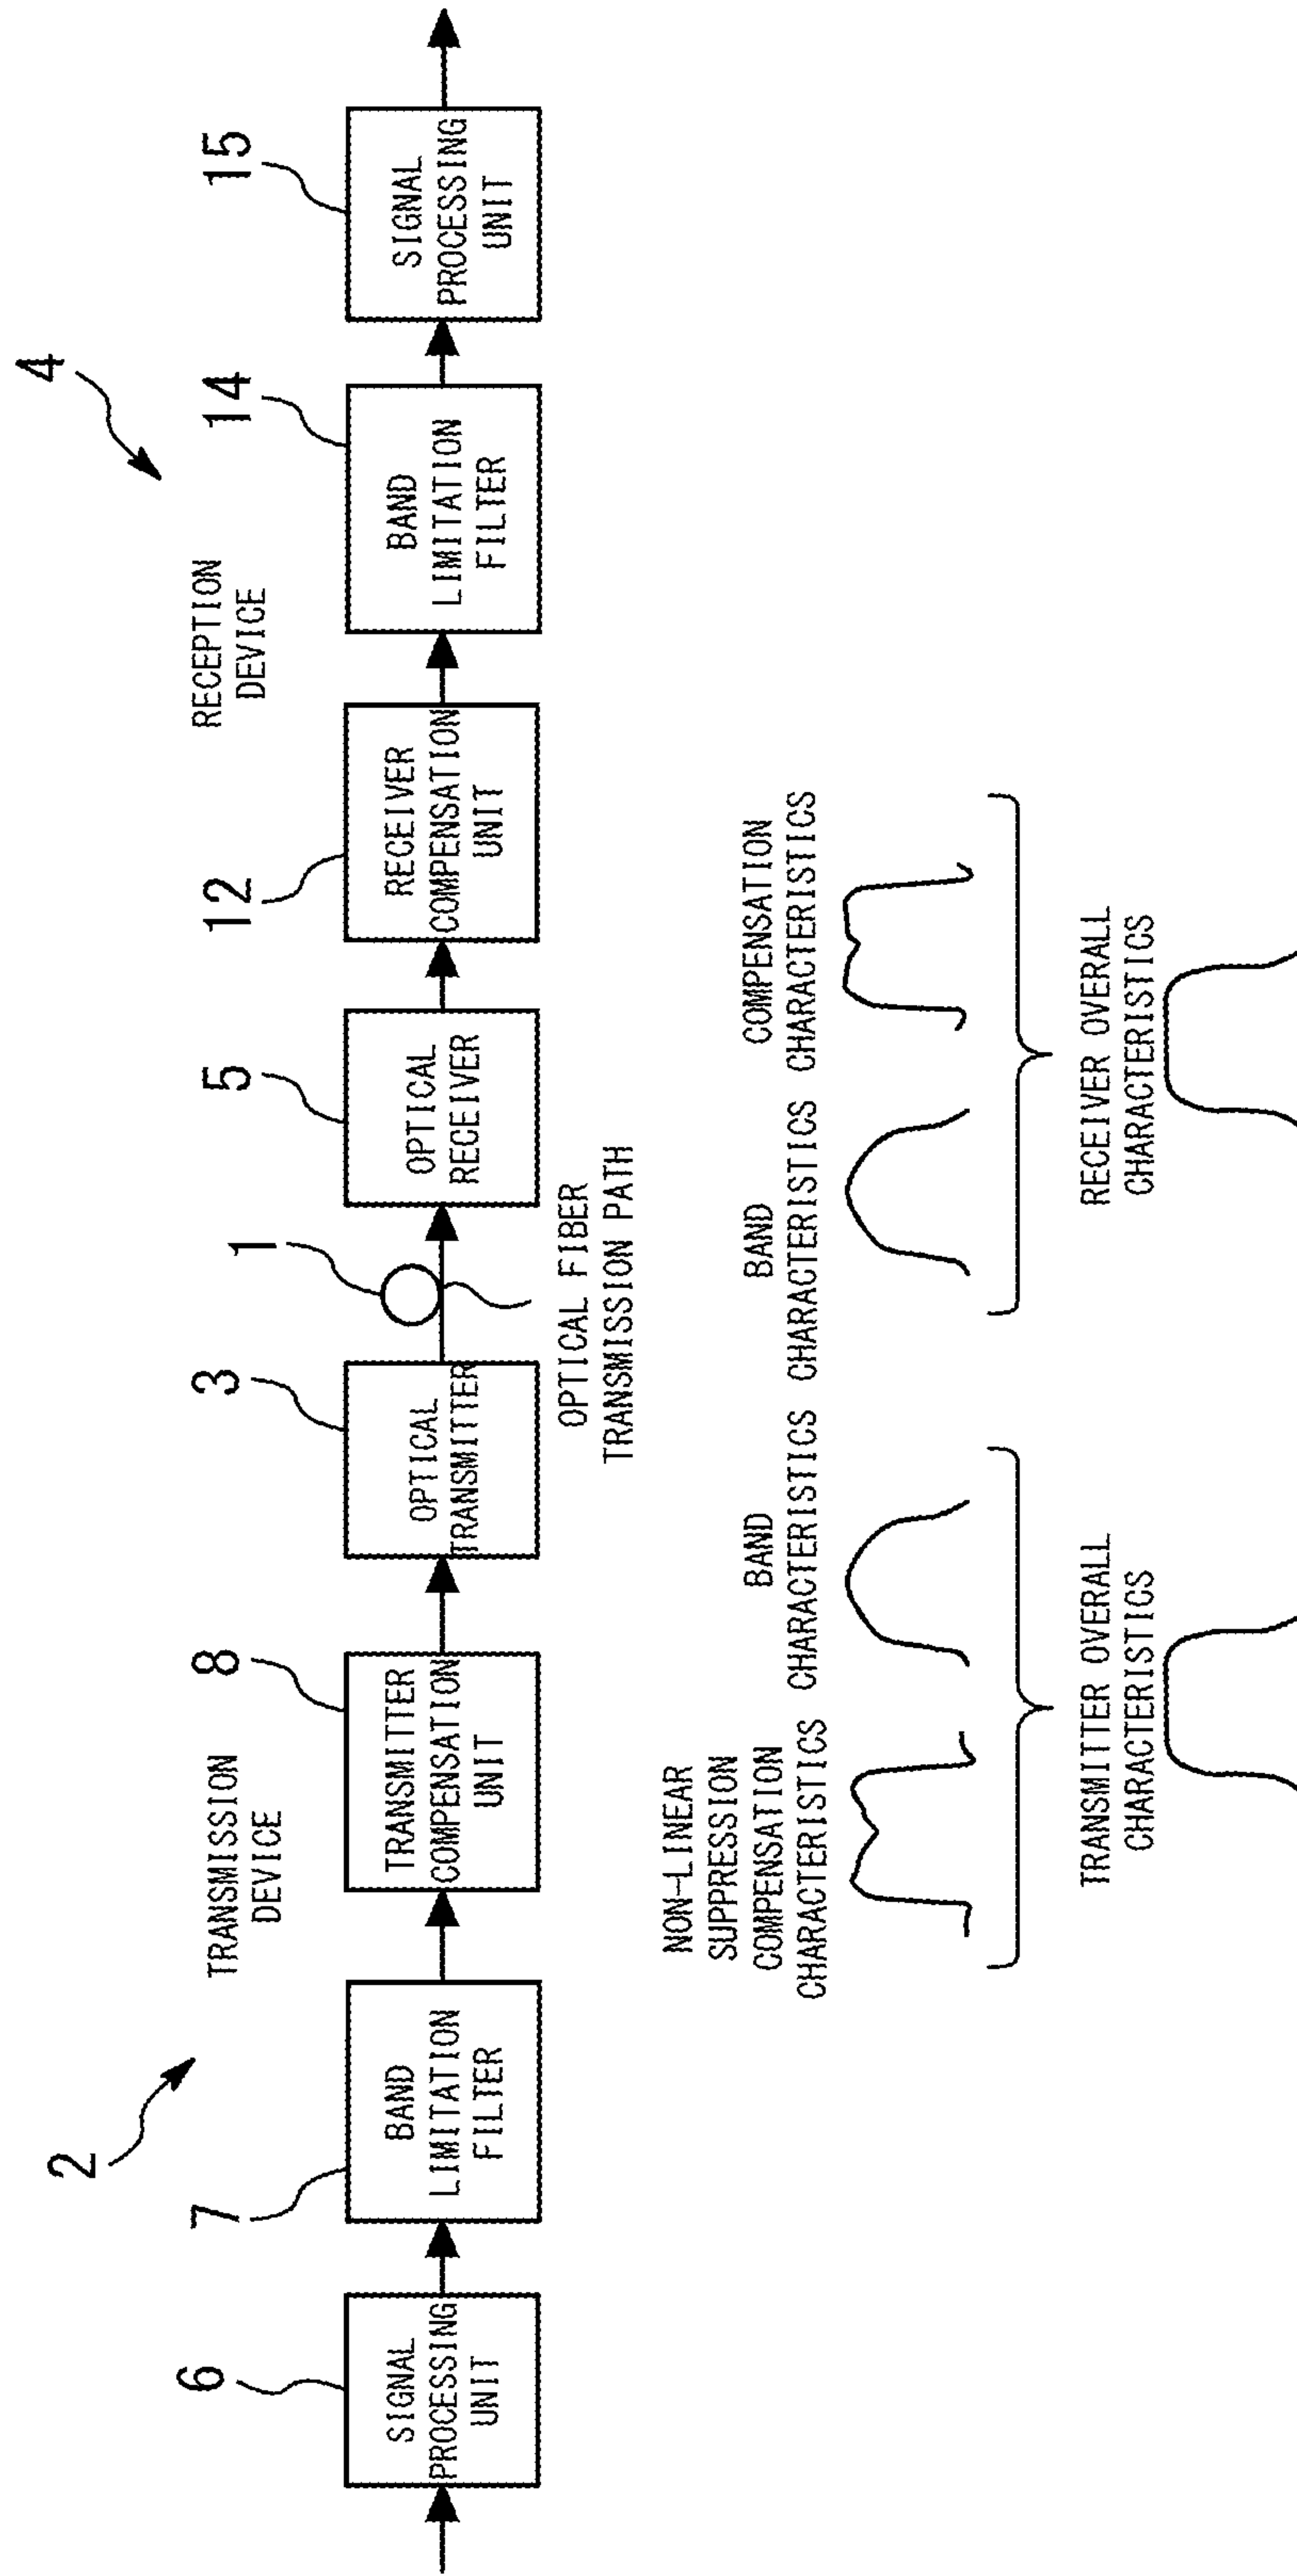 2
TRANSMISSION
DEVICE
4
RECEPTION
DEVICE
6
7
8
3
1
5
12
14
15
SIGNAL
PROCESSING
UNIT
BAND
LIMITATION
FILTER
TRANSMITTER
COMPENSATION
UNIT
OPTICAL
TRANSMITTER
OPTICAL
RECEIVER
RECEIVER
COMPENSATION
UNIT
BAND
LIMITATION
FILTER
SIGNAL
PROCESSING
UNIT
OPTICAL FIBER
TRANSMISSION PATH
NON-LINEAR
SUPPRESSION
COMPENSATION
CHARACTERISTICS
BAND
CHARACTERISTICS
BAND
CHARACTERISTICS
COMPENSATION
CHARACTERISTICS
TRANSMITTER OVERALL
CHARACTERISTICS
RECEIVER OVERALL
CHARACTERISTICS